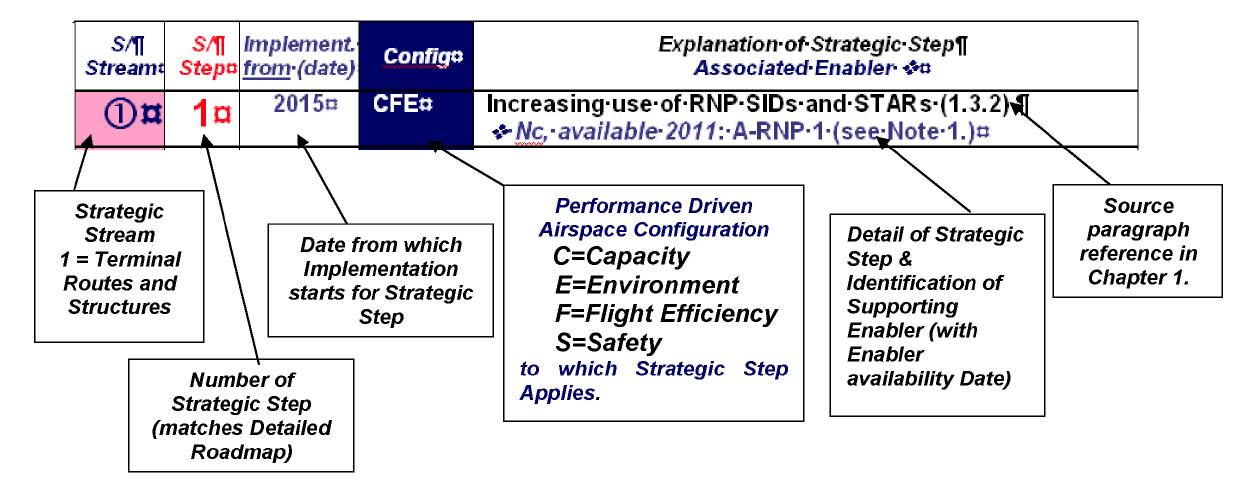 S/¶
Stream¤
S/¶
Step¤
Implement.·
from·(date)¤
Config¤
Explanation·of·Strategic·Step¶
Associated·Enabler·❖¤
①¤
1¤
2015¤
CFE¤
Increasing·use·of·RNP·SIDs·and·STARs·(1.3.2)·¶
❖·Nc,·available·2011:·A-RNP·1·(see·Note·1.)¤
Strategic
Stream
1 = Terminal
Routes and
Structures
Number of
Strategic Step
(matches Detailed
Roadmap)
Date from which
Implementation
starts for Strategic
Step
Performance Driven
Airspace Configuration
C=Capacity
E=Environment
F=Flight Efficiency
S=Safety
to which Strategic Step
Applies.
Detail of Strategic
Step &
Identification of
Supporting
Enabler (with
Enabler
availability Date)
Source
paragraph
reference in
Chapter 1.